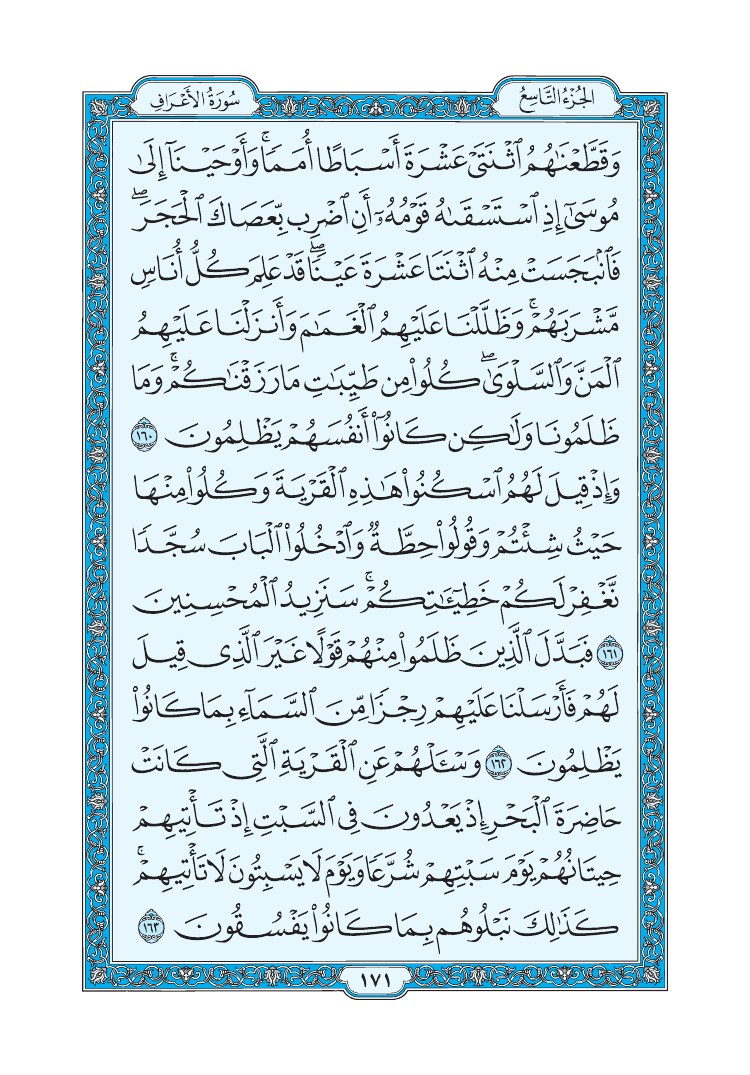 الجُزْءُ التَّاسِعُ
سُورَةُ الأَعْرَافِ
وَقَطَّعْنَٰهُمُ ٱثْنَتَىْ عَشْرَةَ أَسْبَاطًا أُمَمًاۚ وَأَوْحَيْنَآ إِلَىٰ
مُوسَىٰٓ إِذِ ٱسْتَسْقَىٰهُ قَوْمُهُۥٓ أَنِ ٱضْرِب بِّعَصَاكَ ٱلْحَجَرَۖ
فَٱنۢبَجَسَتْ مِنْهُ ٱثْنَتَا عَشْرَةَ عَيْنًاۖ قَدْ عَلِمَ كُلُّ أُنَاسٍ
مَّشْرَبَهُمْۚ وَظَلَّلْنَا عَلَيْهِمُ ٱلْغَمَٰمَ وَأَنزَلْنَا عَلَيْهِمُ
ٱلْمَنَّ وَٱلسَّلْوَىٰۖ كُلُوا۟ مِن طَيِّبَٰتِ مَا رَزَقْنَٰكُمْۚ وَمَا
ظَلَمُونَا وَلَٰكِن كَانُوٓا۟ أَنفُسَهُمْ يَظْلِمُونَ ١٦٠
وَإِذْ قِيلَ لَهُمُ ٱسْكُنُوا۟ هَٰذِهِ ٱلْقَرْيَةَ وَكُلُوا۟ مِنْهَا
حَيْثُ شِئْتُمْ وَقُولُوا۟ حِطَّةٌ وَٱدْخُلُوا۟ ٱلْبَابَ سُجَّدًا
نَّغْفِرْ لَكُمْ خَطِيٓـَٰٔتِكُمْۚ سَنَزِيدُ ٱلْمُحْسِنِينَ
١٦١ فَبَدَّلَ ٱلَّذِينَ ظَلَمُوا۟ مِنْهُمْ قَوْلًا غَيْرَ ٱلَّذِى قِيلَ
لَهُمْ فَأَرْسَلْنَا عَلَيْهِمْ رِجْزًا مِّنَ ٱلسَّمَآءِ بِمَا كَانُوا۟
يَظْلِمُونَ ١٦٢ وَسْـَٔلْهُمْ عَنِ ٱلْقَرْيَةِ ٱلَّتِى كَانَتْ
حَاضِرَةَ ٱلْبَحْرِ إِذْ يَعْدُونَ فِى ٱلسَّبْتِ إِذْ تَأْتِيهِمْ
حِيتَانُهُمْ يَوْمَ سَبْتِهِمْ شُرَّعًا وَيَوْمَ لَا يَسْبِتُونَ لَا تَأْتِيهِمْۚ
كَذَٰلِكَ نَبْلُوهُم بِمَا كَانُوا۟ يَفْسُقُونَ ١٦٣
١٧١